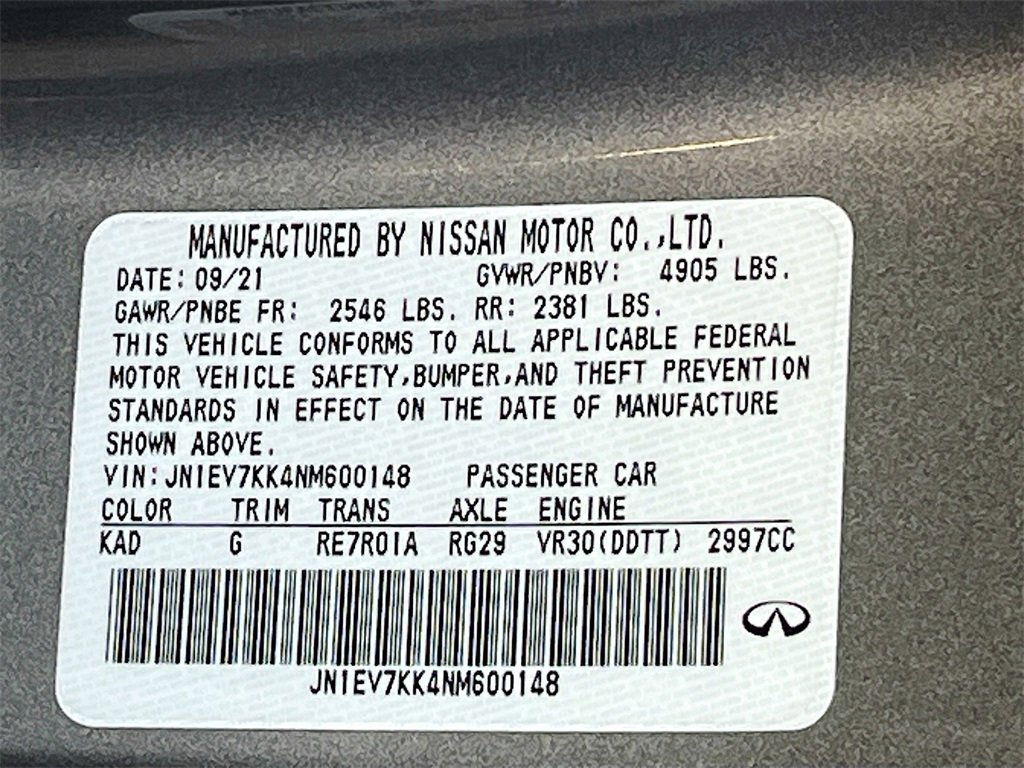 MANUFACTURED BY NISSAN MOTOR CO.,LTD.
DATE: 09/21 GVWR/PNBV: 4905 LBS.
GAWR/PNBE FR: 2546 LBS. RR: 2381 LBS.
THIS VEHICLE CONFORMS TO ALL APPLICABLE FEDERAL
MOTOR VEHICLE SAFETY,BUMPER,AND THEFT PREVENTION
STANDARDS IN EFFECT ON THE DATE OF MANUFACTURE
SHOWN ABOVE.
VIN: JN1EV7KK4NM600148 PASSENGER CAR
COLOR TRIM TRANS AXLE ENGINE
KAD G RE7R01A RG29 VR30(DDTT) 2997CC
JN1EV7KK4NM600148